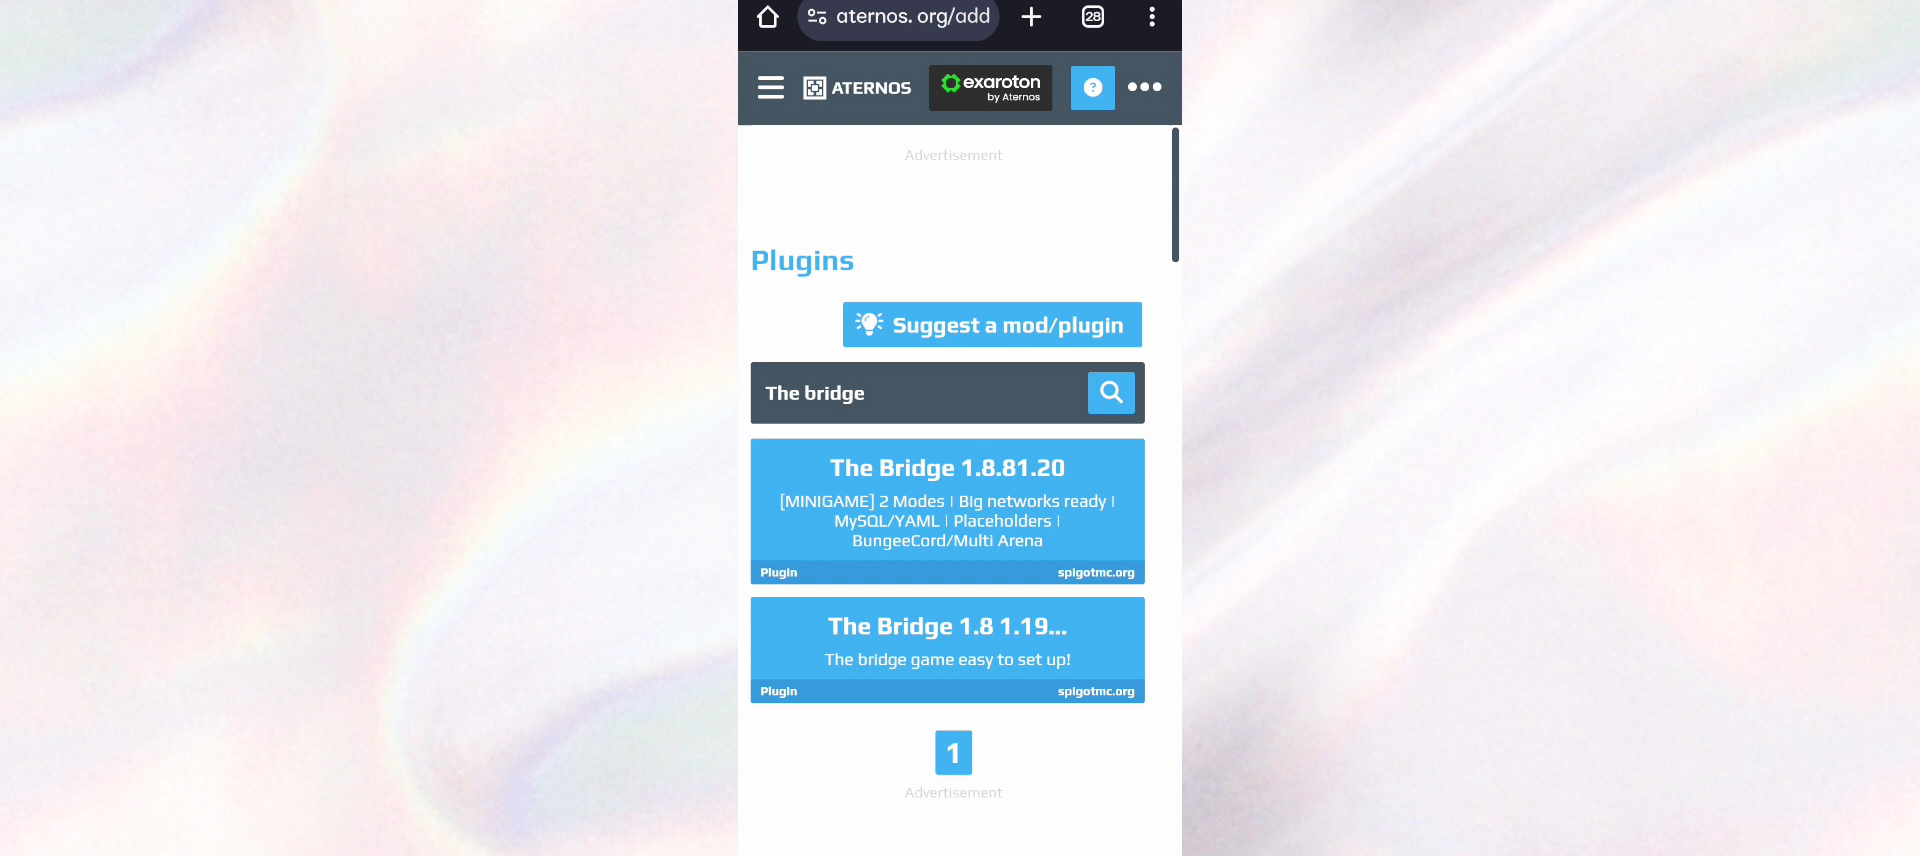 aternos. org/add
28
ATERNOS
exaroton
by Aternos
?
Advertisement
Plugins
Suggest a mod/plugin
The bridge
The Bridge 1.8.81.20
[MINIGAME] 2 Modes | Big networks ready |
MySQL/YAML | Placeholders |
BungeeCord/Multi Arena
Plugin
spigotmc.org
The Bridge 1.8 1.19...
The bridge game easy to set up!
Plugin
spigotmc.org
1
Advertisement